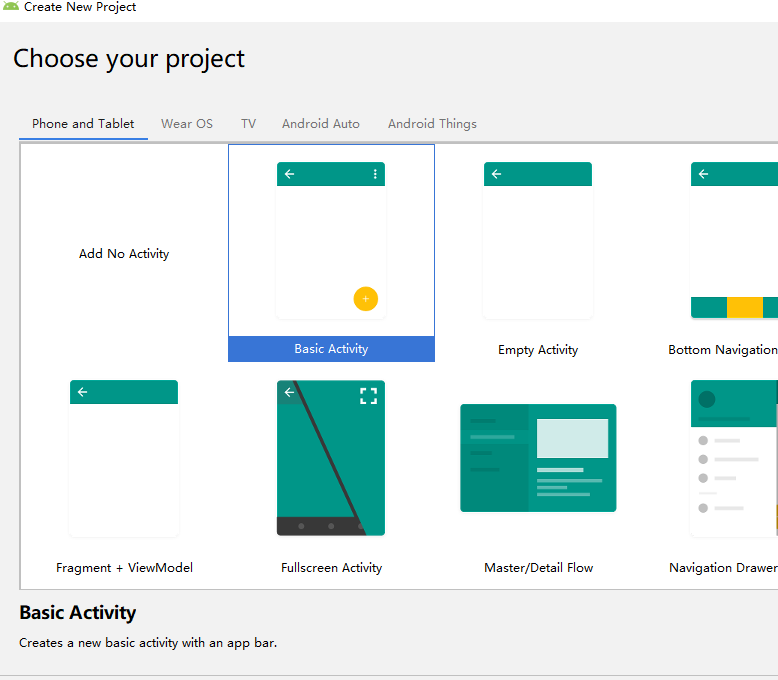 Create New Project
Choose your project
Phone and Tablet
Wear OS
TV
Android Auto
Android Things
Add No Activity
Basic Activity
Empty Activity
Bottom Navigation
Fragment + ViewModel
Fullscreen Activity
Master/Detail Flow
Navigation Drawer
Basic Activity
Creates a new basic activity with an app bar.